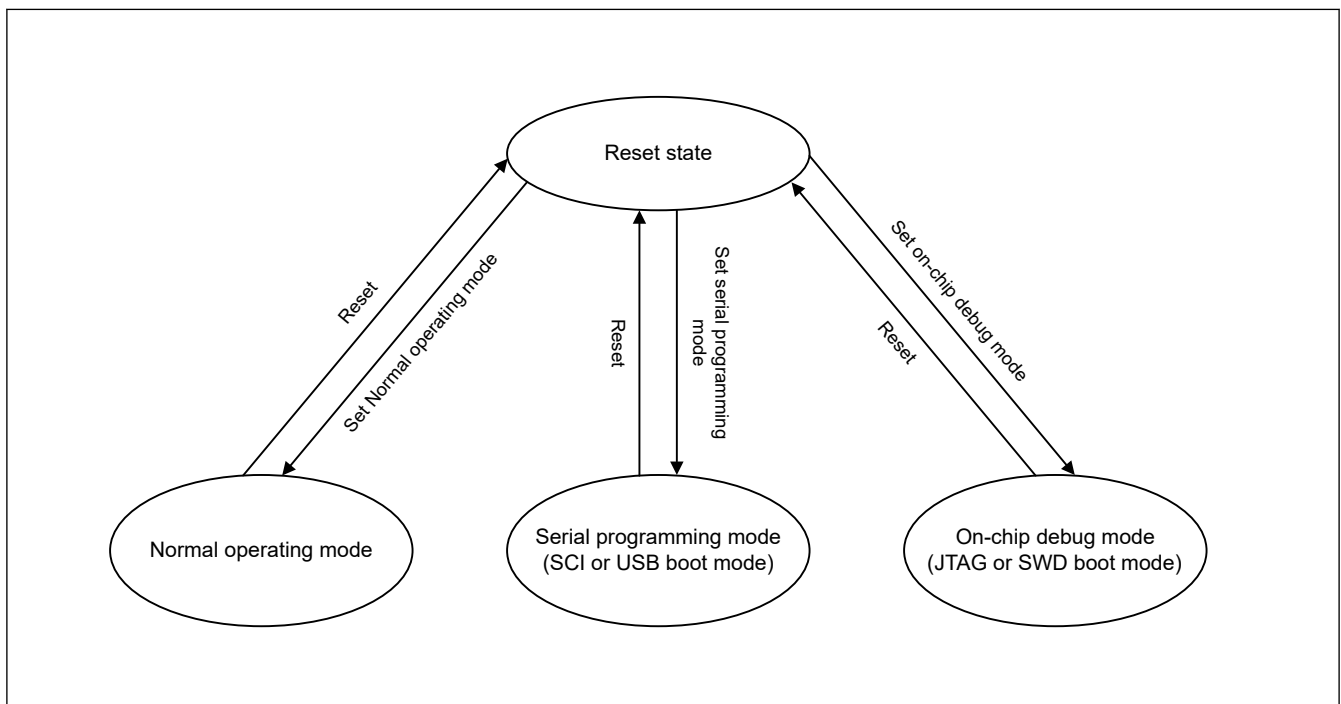 Reset state
Reset
Set Normal operating mode
Reset
Set serial programming
mode
Set on-chip debug mode
Reset
Normal operating mode
Serial programming mode
(SCI or USB boot mode)
On-chip debug mode
(JTAG or SWD boot mode)